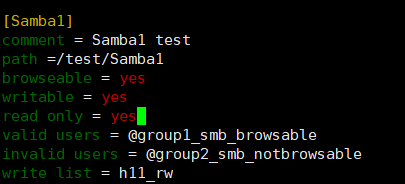 [Samba1]
comment = Samba1 test
path =/test/Samba1
browseable = yes
writable = yes
read only = yes
valid users = @group1_smb_browsable
invalid users = @group2_smb_notbrowsable
write list = h11_rw